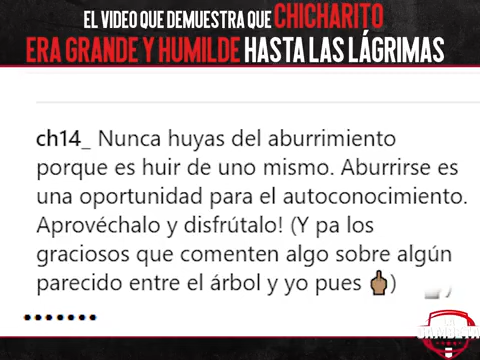 EL VIDEO QUE DEMUESTRA QUE CHICHARITO
ERA GRANDE Y HUMILDE HASTA LAS LÁGRIMAS
ch14_ Nunca huyas del aburrimiento
porque es huir de uno mismo. Aburrirse es
una oportunidad para el autoconocimiento.
Aprovéchalo y disfrútalo! (Y pa los
graciosos que comenten algo sobre algún
parecido entre el árbol y yo pues 🖕🏽)